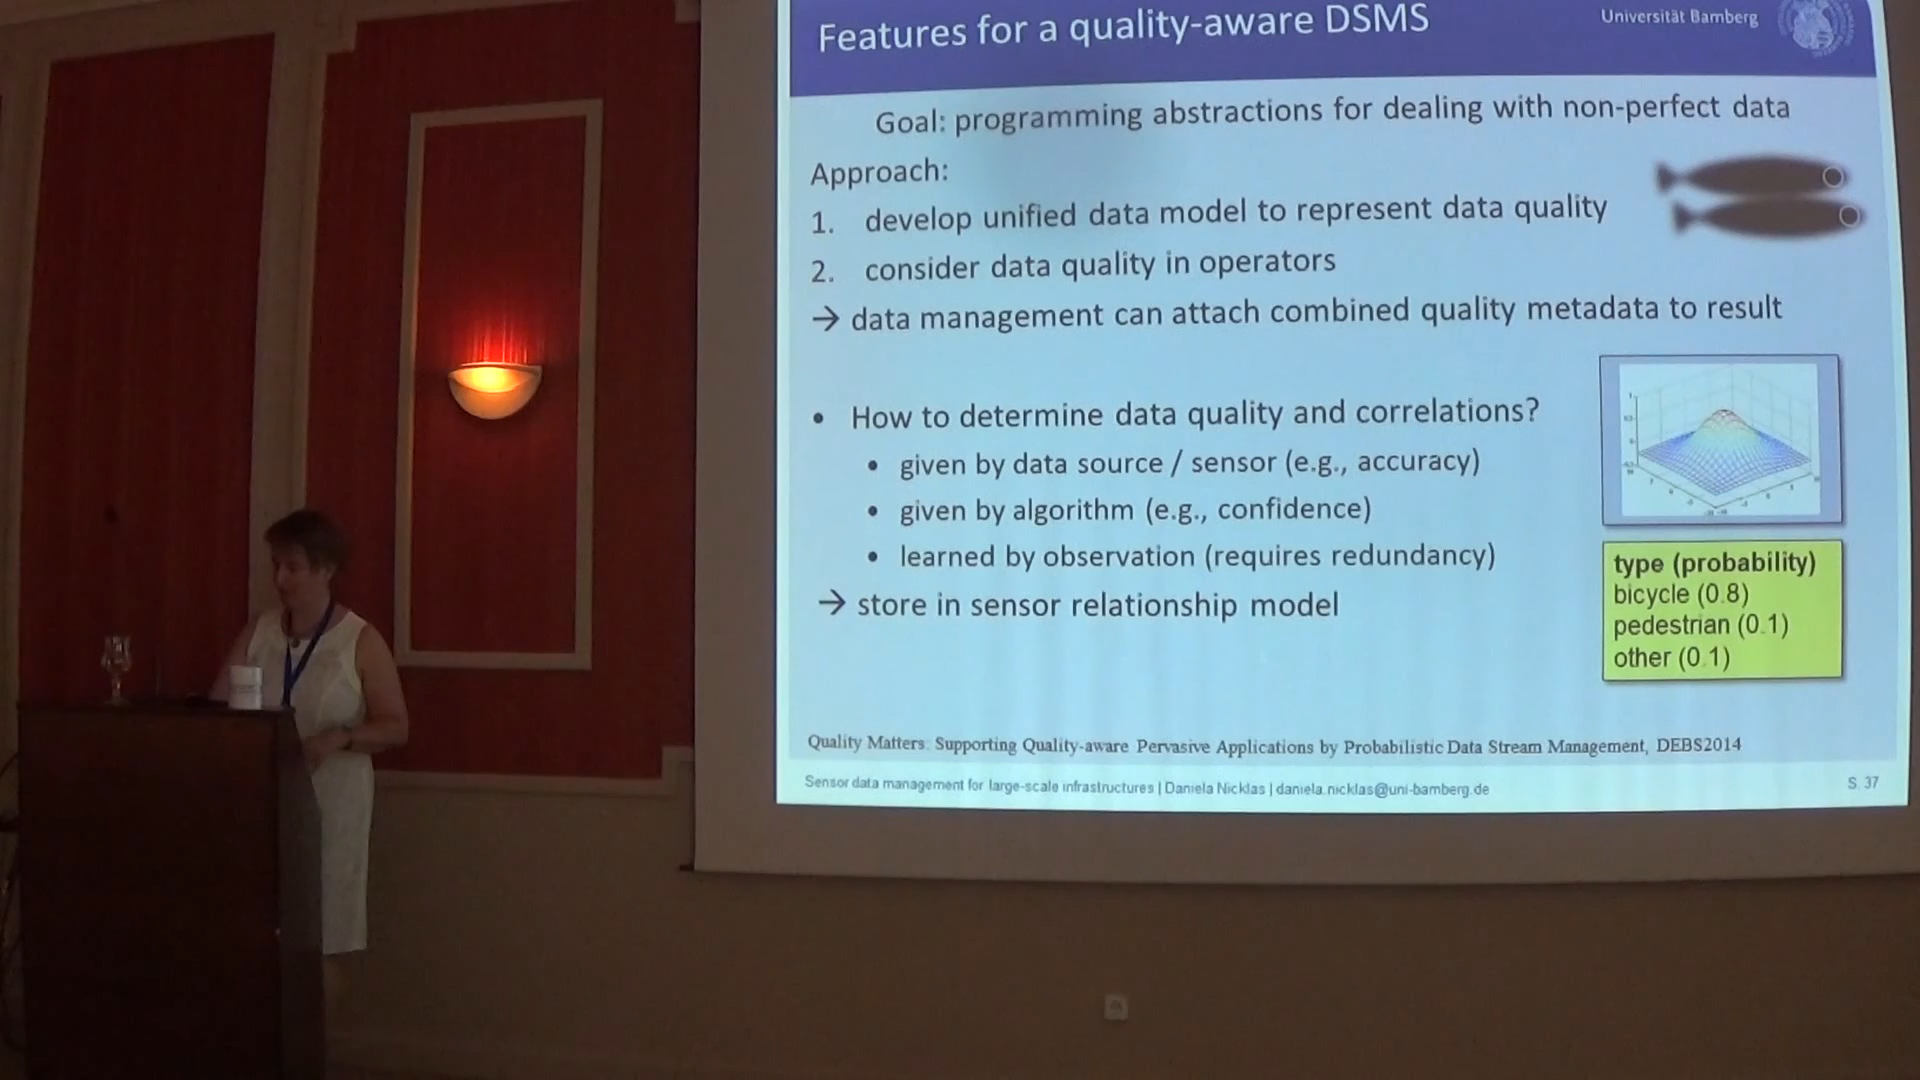 Features for a quality-aware DSMS
Universität Bamberg
Goal: programming abstractions for dealing with non-perfect data
Approach:
1. develop unified data model to represent data quality
2. consider data quality in operators
→ data management can attach combined quality metadata to result
• How to determine data quality and correlations?
• given by data source / sensor (e.g., accuracy)
• given by algorithm (e.g., confidence)
• learned by observation (requires redundancy)
→ store in sensor relationship model
type (probability)
bicycle (0.8)
pedestrian (0.1)
other (0.1)
Quality Matters: Supporting Quality-aware Pervasive Applications by Probabilistic Data Stream Management, DEBS2014
Sensor data management for large-scale infrastructures | Daniela Nicklas | daniela.nicklas@uni-bamberg.de
S. 37